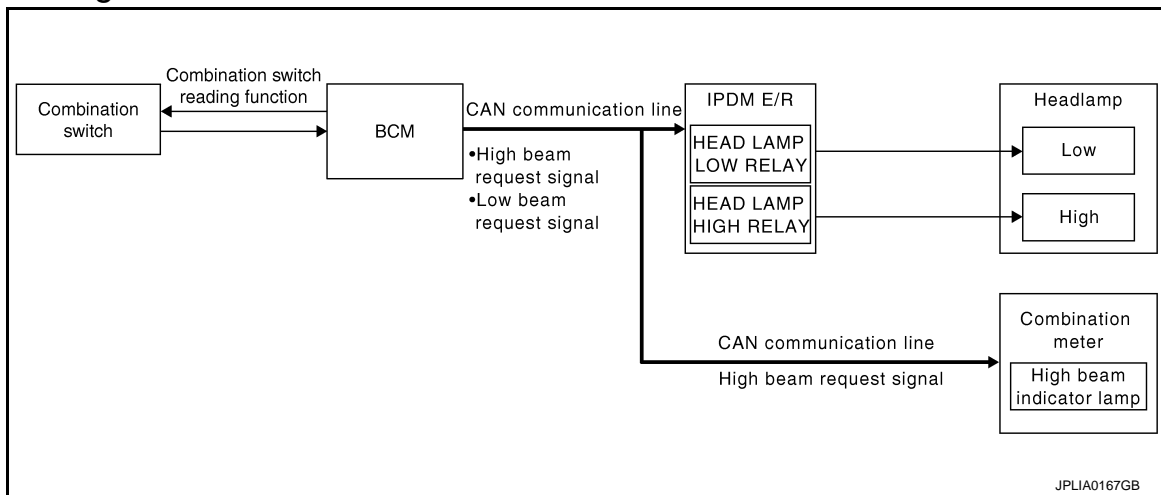 Combination switch
reading function
Combination
switch
BCM
CAN communication line
•High beam
request signal
•Low beam
request signal
IPDM E/R
HEAD LAMP
LOW RELAY
HEAD LAMP
HIGH RELAY
Headlamp
Low
High
CAN communication line
High beam request signal
Combination
meter
High beam
indicator lamp
JPLIA0167GB